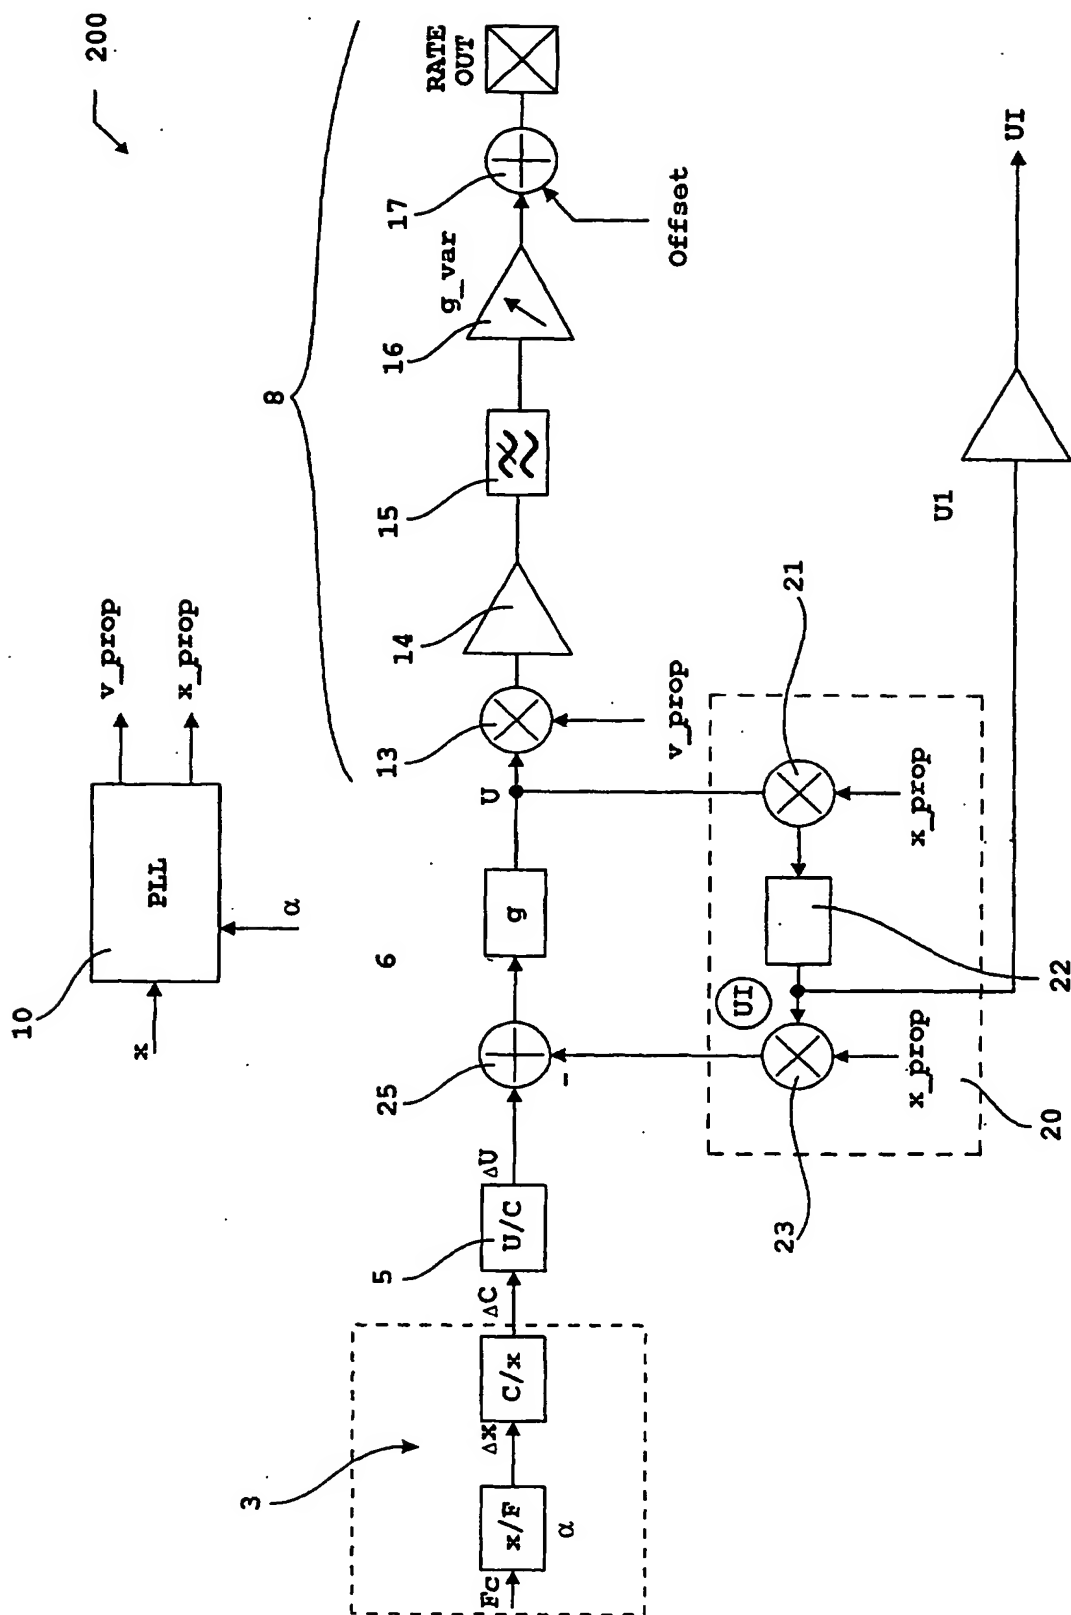 200
10
x
PLL
α
v_prop
x_prop
8
3
Fc
x/F
α
Δx
C/x
ΔC
5
U/C
ΔU
25
-
6
g
U
13
v_prop
14
15
16
g_var
17
Offset
RATE
OUT
23
x_prop
UI
22
21
x_prop
20
U1
UI